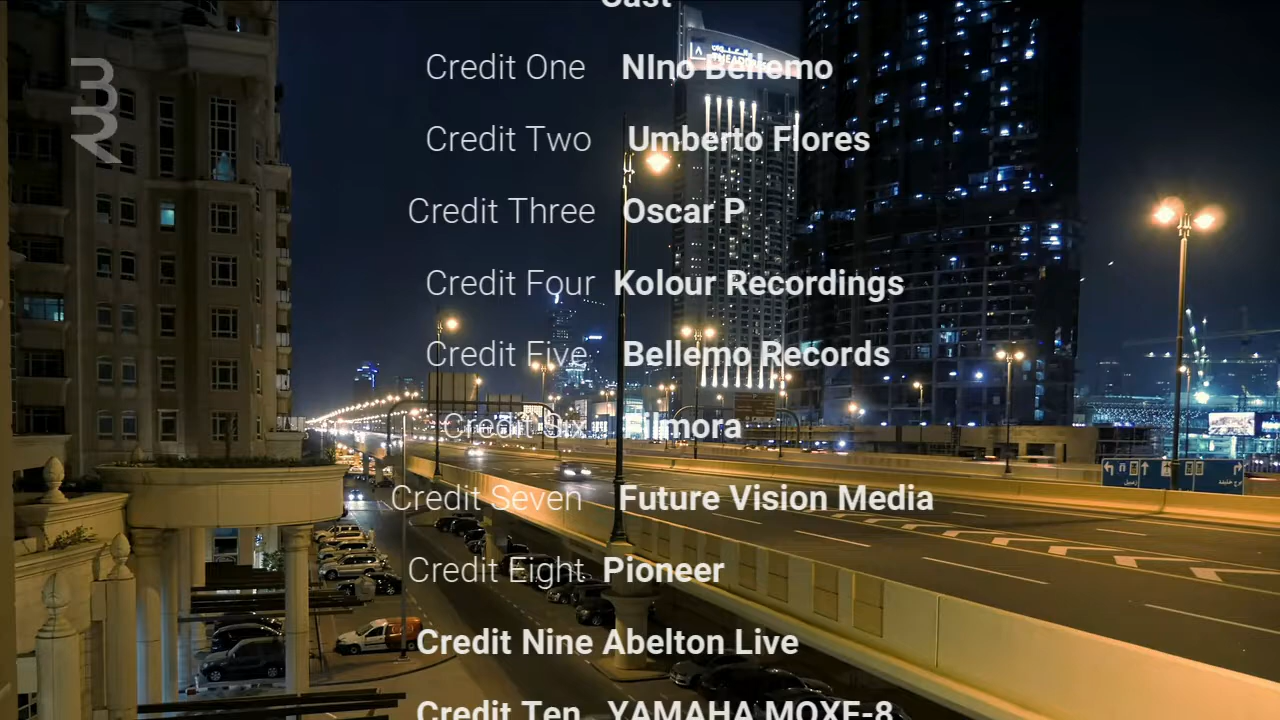 Cast
Credit One NIno Bellemo
Credit Two Umberto Flores
Credit Three Oscar P
Credit Four Kolour Recordings
Credit Five Bellemo Records
Credit Six Filmora
Credit Seven Future Vision Media
Credit Eight Pioneer
Credit Nine Abelton Live
Credit Ten YAMAHA MOXF-8